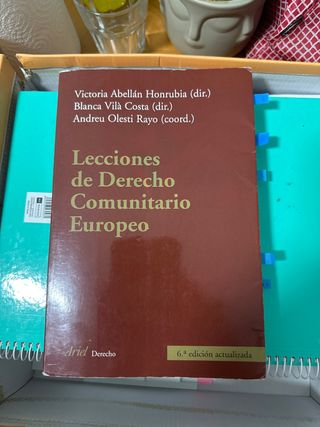 Victoria Abellán Honrubia (dir.)
Blanca Vilà Costa (dir.)
Andreu Olesti Rayo (coord.)
Lecciones
de Derecho
Comunitario
Europeo
Ariel Derecho
6.ª edición actualizada